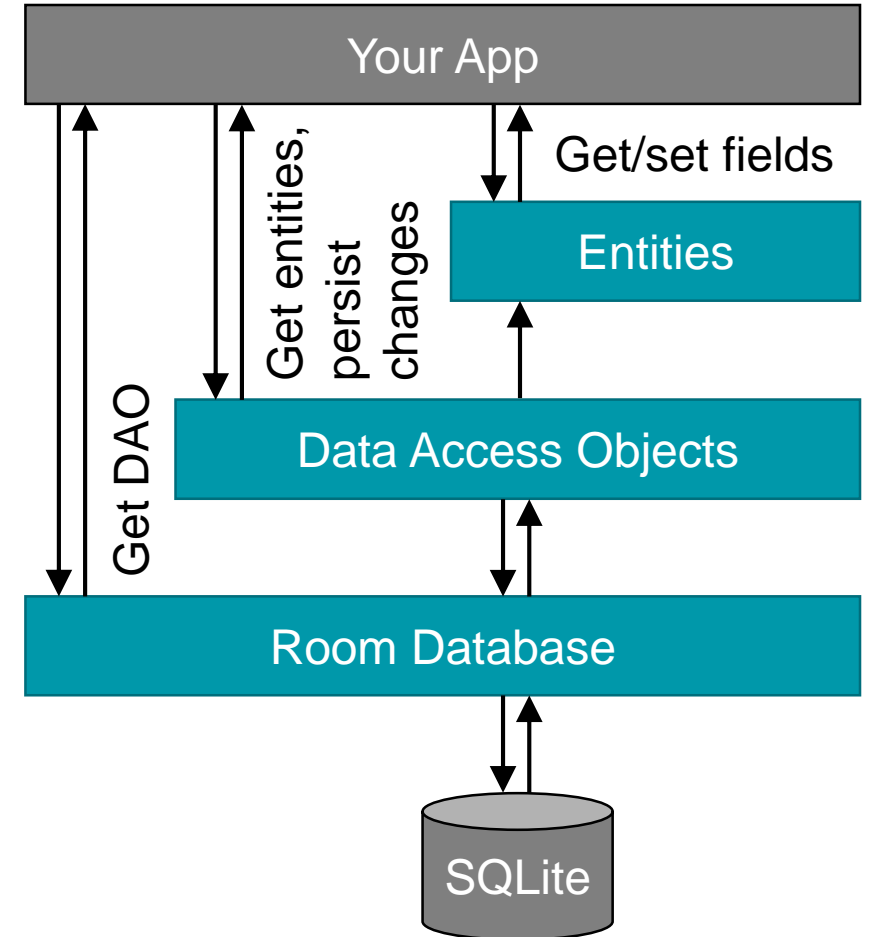 Your App
Get/set fields
Get entities,
persist
changes
Entities
Get DAO
Data Access Objects
Room Database
SQLite